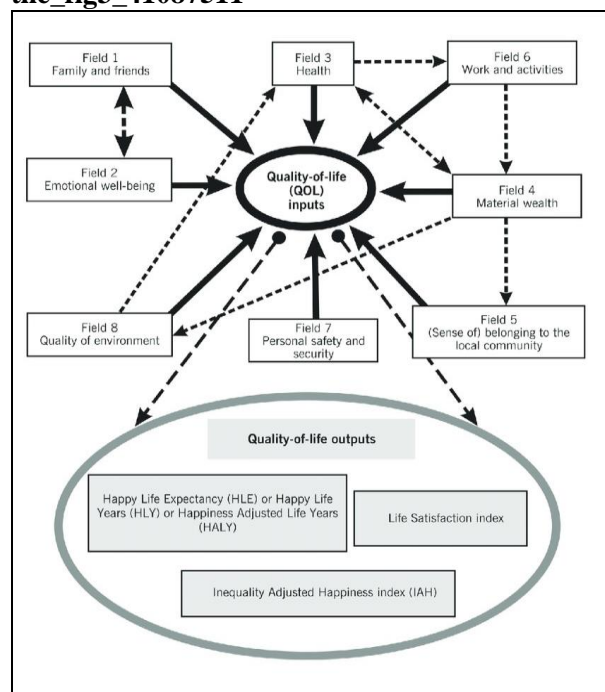 Field 1
Family and friends
Field 3
Health
Field 6
Work and activities
Field 2
Emotional well-being
Quality-of-life
(QOL)
inputs
Field 4
Material wealth
Field 8
Quality of environment
Field 7
Personal safety and
security
Field 5
(Sense of) belonging to the
local community
Quality-of-life outputs
Happy Life Expectancy (HLE) or Happy Life
Years (HLY) or Happiness Adjusted Life Years
(HALY)
Life Satisfaction index
Inequality Adjusted Happiness index (IAH)